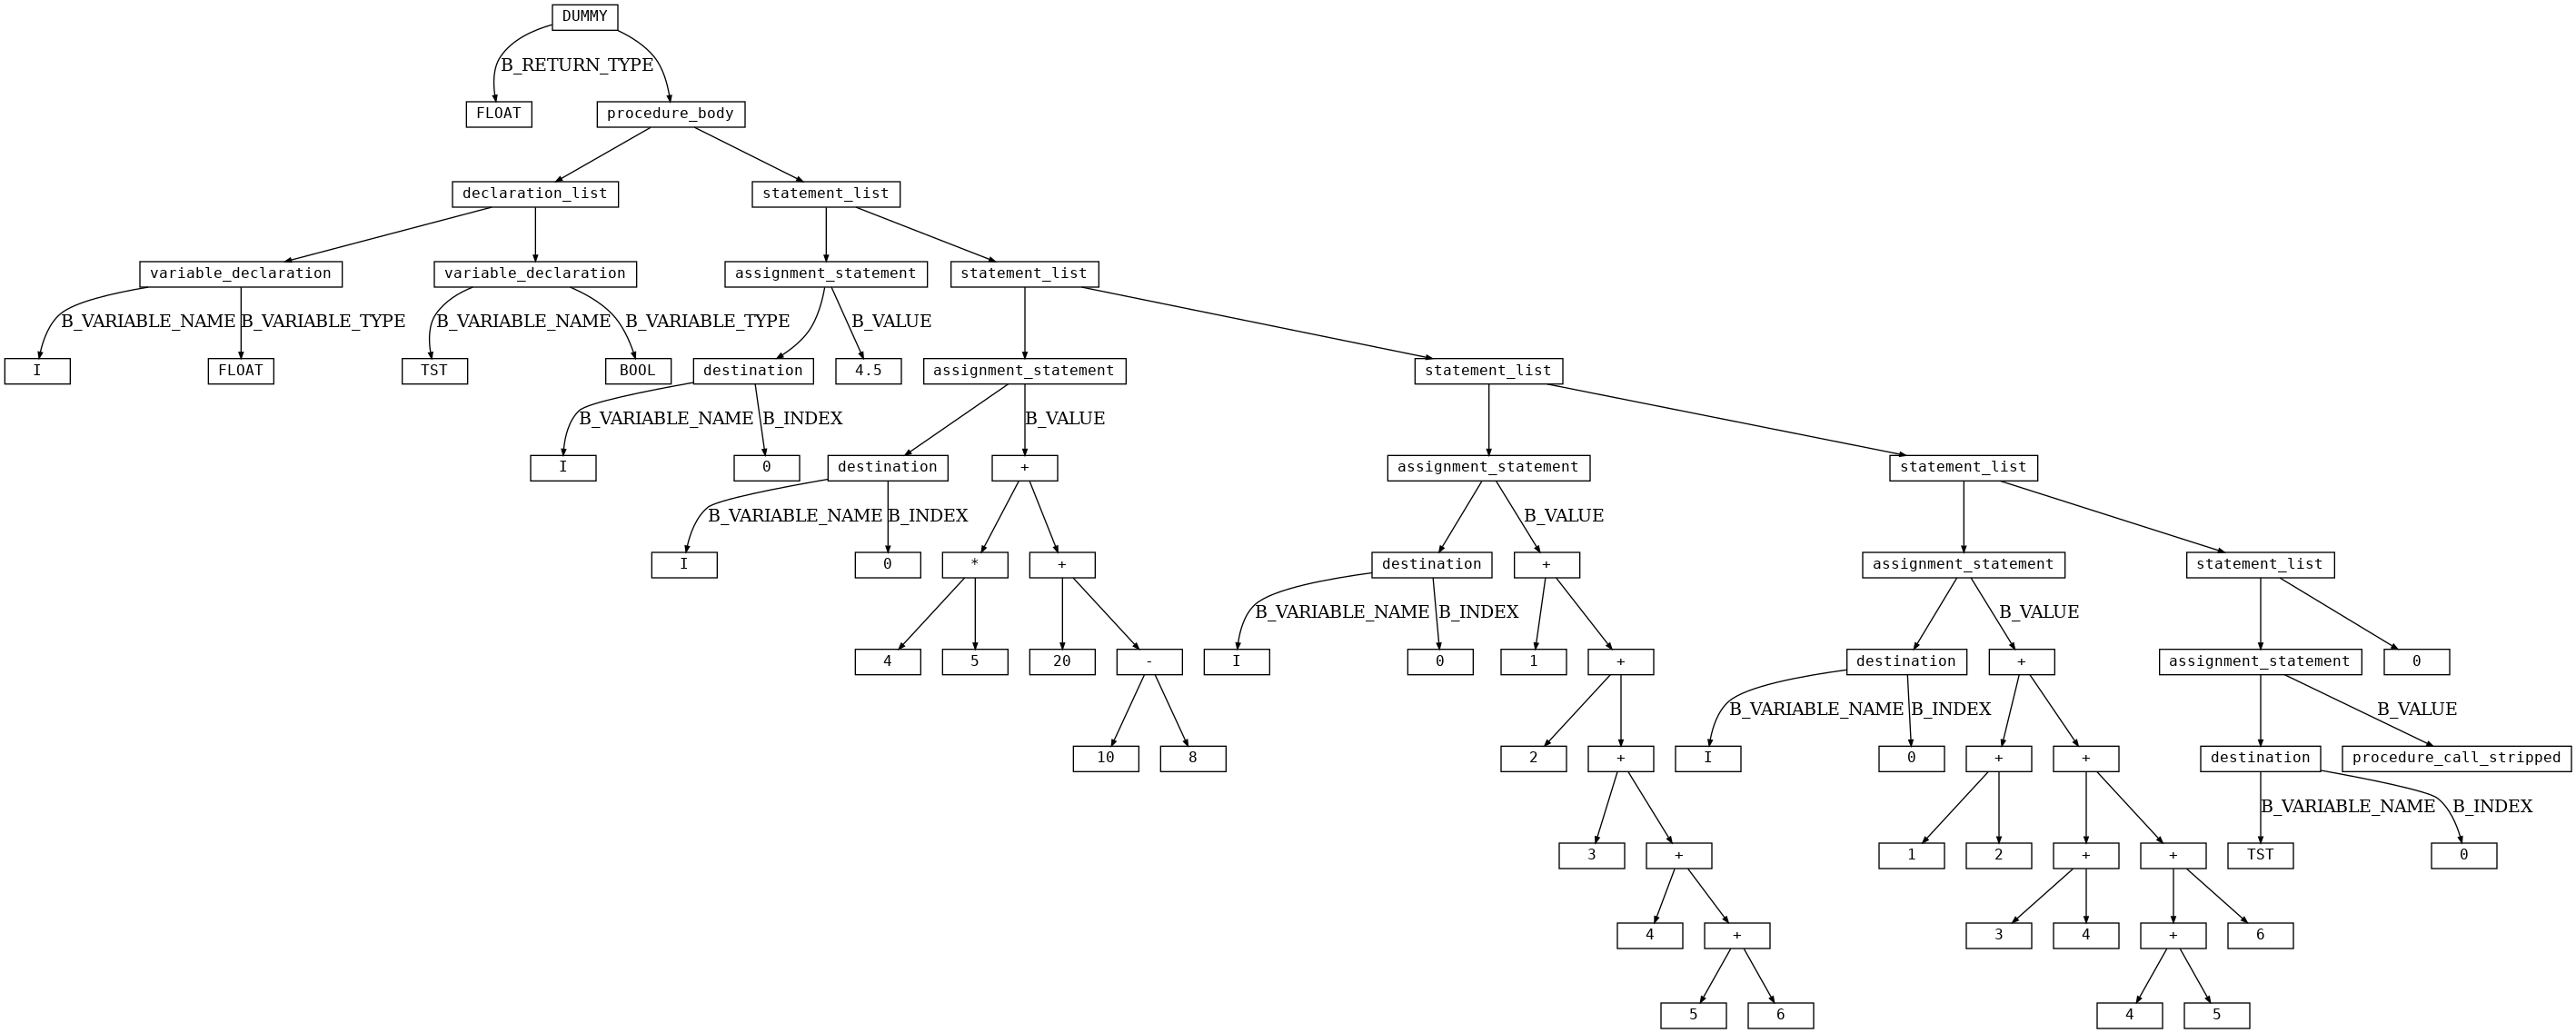 DUMMY
B_RETURN_TYPE
FLOAT procedure_body
declaration_list statement_list
variable_declaration variable_declaration assignment_statement statement_list
B_VARIABLE_NAME B_VARIABLE_TYPE B_VARIABLE_NAME B_VARIABLE_TYPE B_VALUE
I FLOAT TST BOOL destination 4.5 assignment_statement statement_list
B_VARIABLE_NAME B_INDEX B_VALUE
I 0 destination + assignment_statement statement_list
B_VARIABLE_NAME B_INDEX B_VALUE
I 0 * + destination + assignment_statement statement_list
B_VARIABLE_NAME B_INDEX B_VALUE
4 5 20 - I 0 1 + destination + assignment_statement 0
B_VARIABLE_NAME B_INDEX B_VALUE
10 8 2 + I 0 + + destination procedure_call_stripped
B_VARIABLE_NAME B_INDEX
3 + 1 2 + + TST 0
4 + 3 4 + 6
5 6 4 5